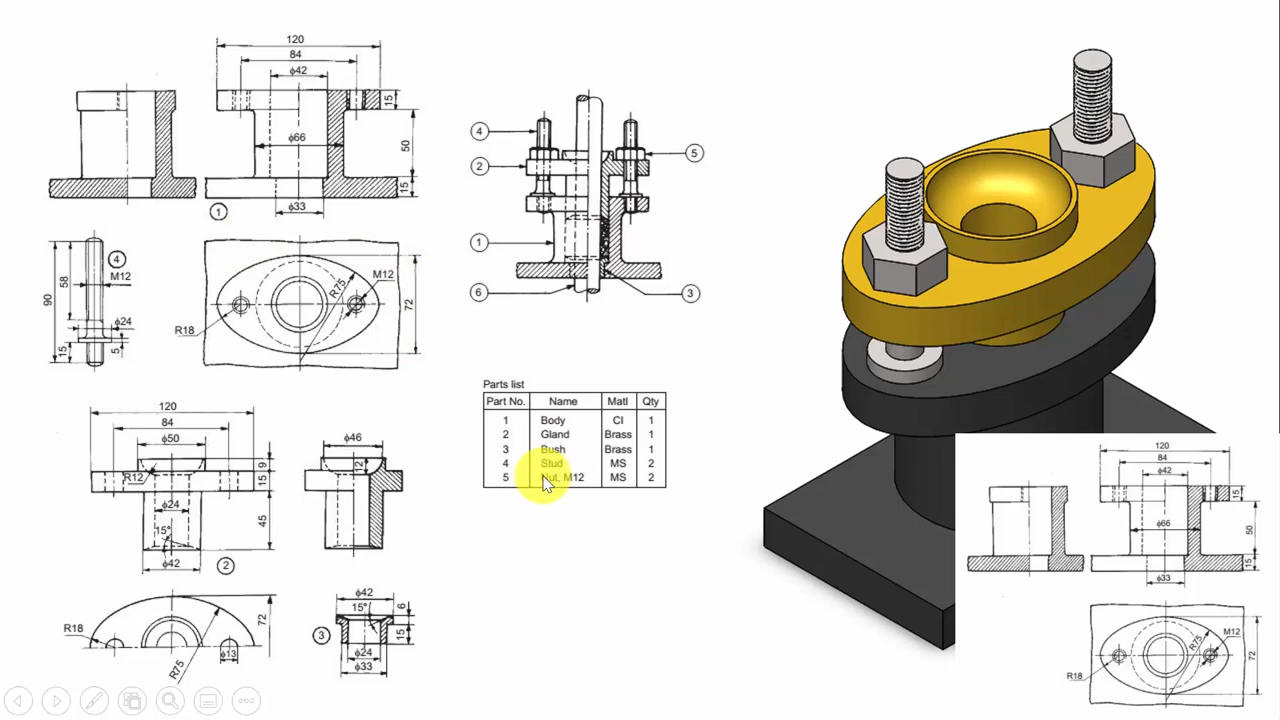 120
84
ϕ42
15
ϕ66
50
15
ϕ33
1
4
M12
90
58
ϕ24
15
5
R75
M12
R18
72
4
5
2
1
6
3
120
84
ϕ50
R12
9
15
ϕ24
45
15°
ϕ42
2
ϕ46
12
R18
72
ϕ13
R75
ϕ42
15°
6
15
3
ϕ24
ϕ33
Parts list
Part No. Name Matl Qty
1 Body CI 1
2 Gland Brass 1
3 Bush Brass 1
4 Stud MS 2
5 Nut, M12 MS 2
120
84
ϕ42
15
ϕ66
50
15
ϕ33
R75
M12
R18
72